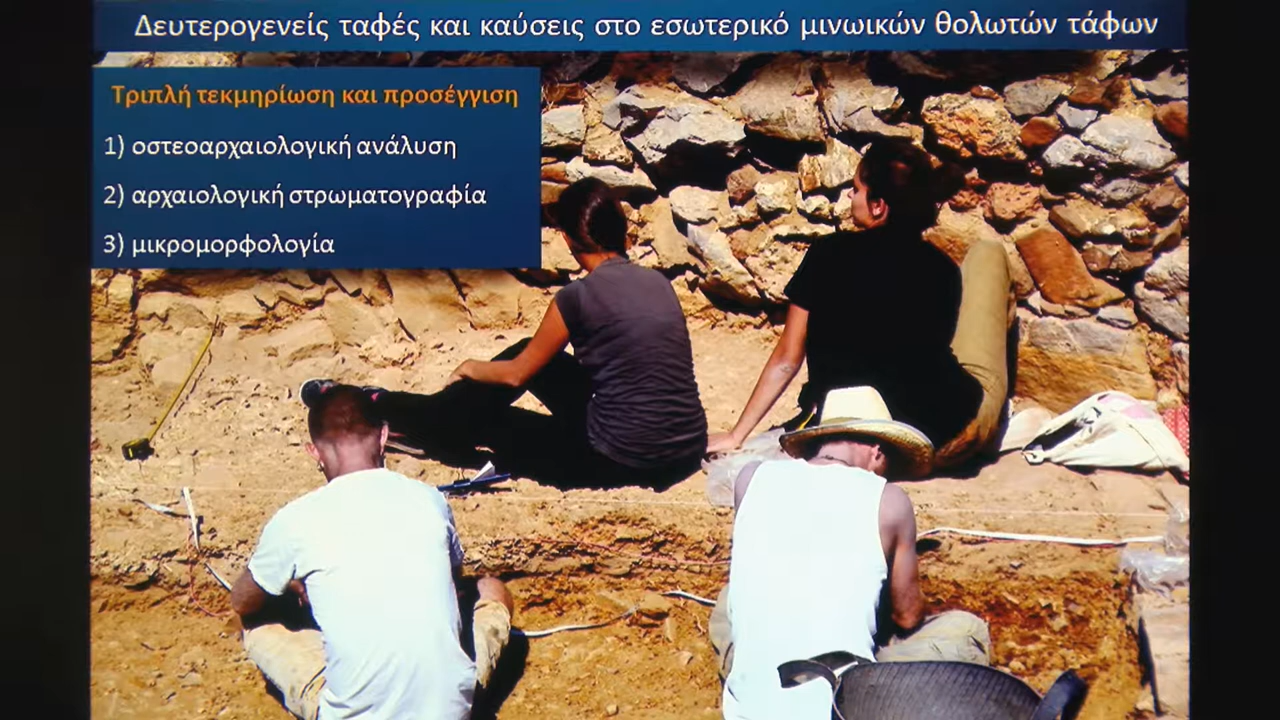 Δευτερογενείς ταφές και καύσεις στο εσωτερικό μινωικών θολωτών τάφων
Τριπλή τεκμηρίωση και προσέγγιση
1) οστεοαρχαιολογική ανάλυση
2) αρχαιολογική στρωματογραφία
3) μικρομορφολογία